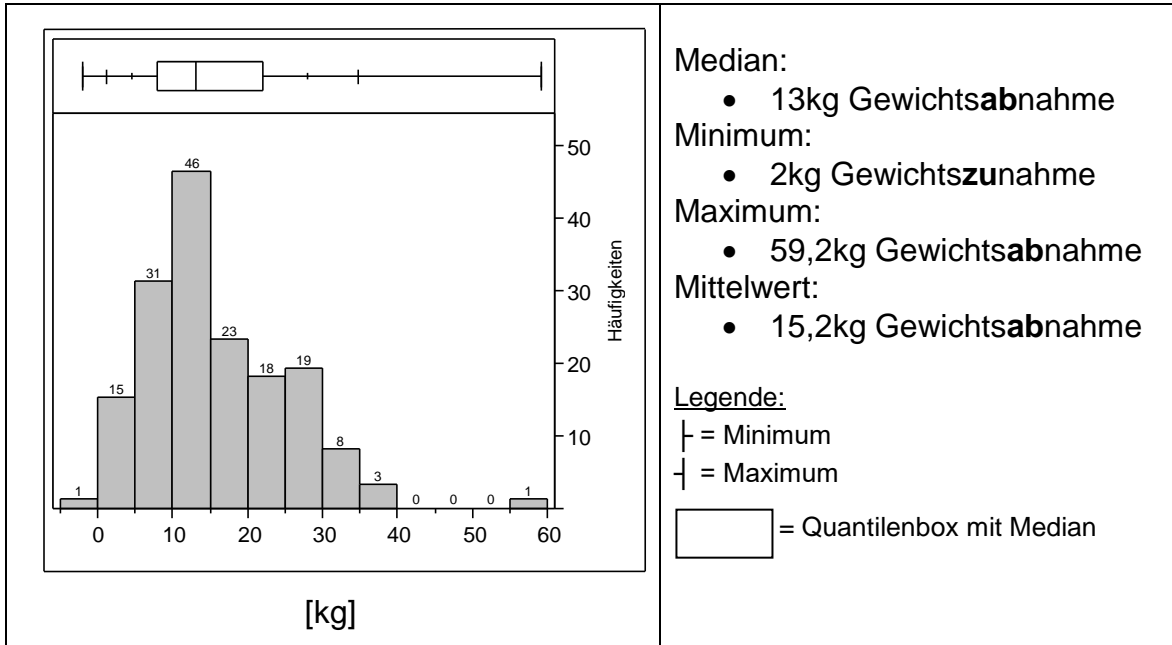 50
40
30
20
10
Häufigkeiten
1
15
31
46
23
18
19
8
3
0
0
0
1
0 10 20 30 40 50 60
[kg]
Median:
• 13kg Gewichtsabnahme
Minimum:
• 2kg Gewichtszunahme
Maximum:
• 59,2kg Gewichtsabnahme
Mittelwert:
• 15,2kg Gewichtsabnahme
Legende:
├ = Minimum
┤ = Maximum
= Quantilenbox mit Median